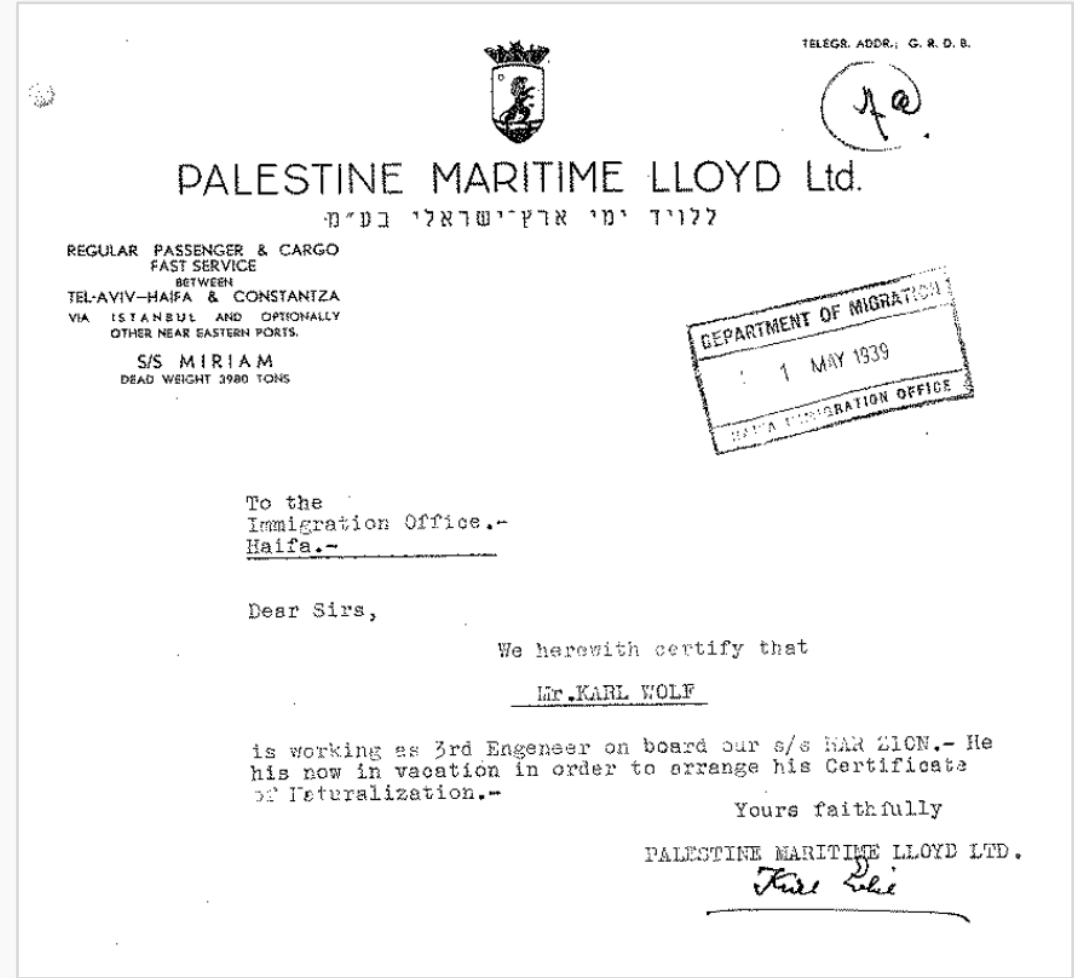 TELEGR. ADDR.; G. R. D. B.
PALESTINE MARITIME LLOYD Ltd.
ללויד ימי ארץ־ישראלי בע״מ
REGULAR PASSENGER & CARGO
FAST SERVICE
BETWEEN
TEL-AVIV—HAIFA & CONSTANTZA
VIA ISTANBUL AND OPTIONALLY
OTHER NEAR EASTERN PORTS.
S/S MIRIAM
DEAD WEIGHT 3980 TONS
DEPARTMENT OF MIGRATION
1 MAY 1939
HAIFA IMMIGRATION OFFICE
To the
Immigration Office.-
Haifa.-
Dear Sirs,
We herewith certify that
Mr.KARL WOLF
is working as 3rd Engeneer on board our s/s HAR ZION.- He
his now in vacation in order to arrange his Certificate
of Naturalization.-
Yours faithfully
PALESTINE MARITIME LLOYD LTD.